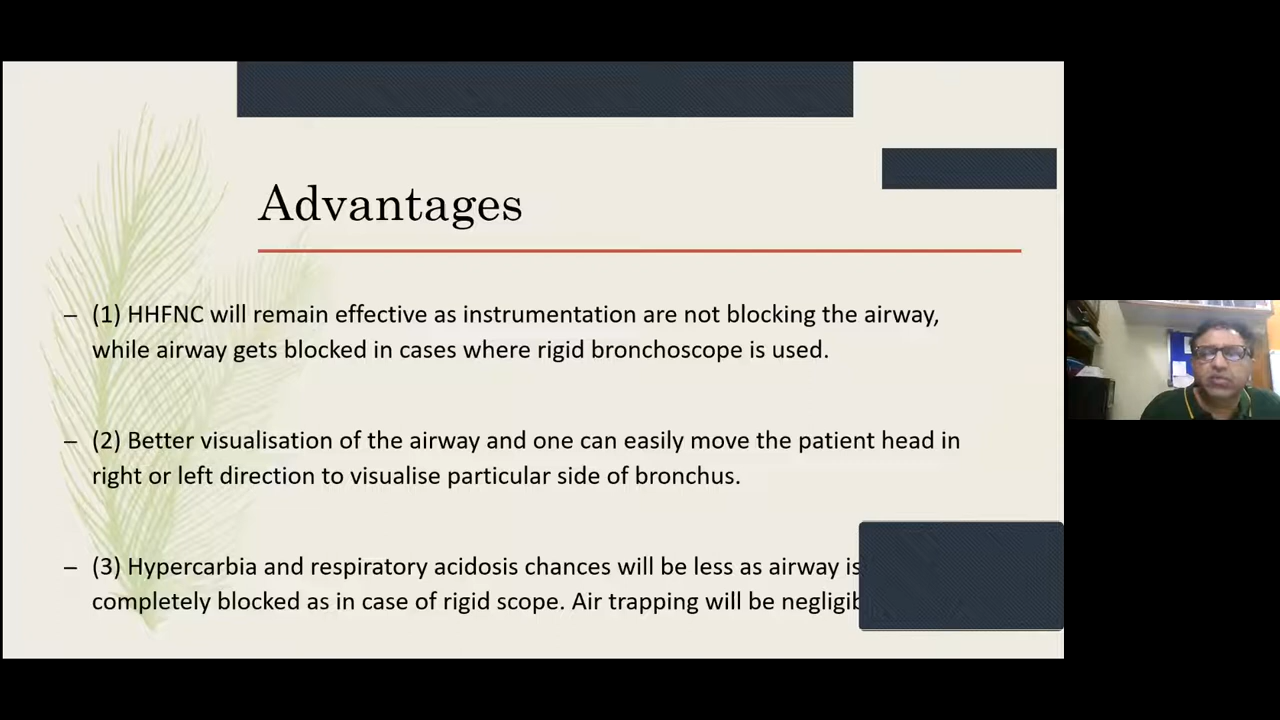 Advantages
– (1) HHFNC will remain effective as instrumentation are not blocking the airway,
while airway gets blocked in cases where rigid bronchoscope is used.
– (2) Better visualisation of the airway and one can easily move the patient head in
right or left direction to visualise particular side of bronchus.
– (3) Hypercarbia and respiratory acidosis chances will be less as airway is
completely blocked as in case of rigid scope. Air trapping will be